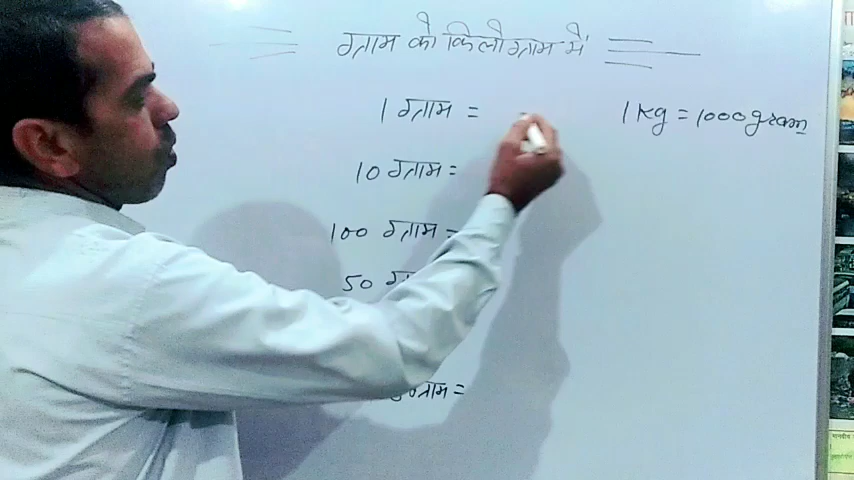 ग्राम को किलोग्राम में
1 ग्राम =
1 kg = 1000 gram
10 ग्राम =
100 ग्राम =
50
ग्राम =